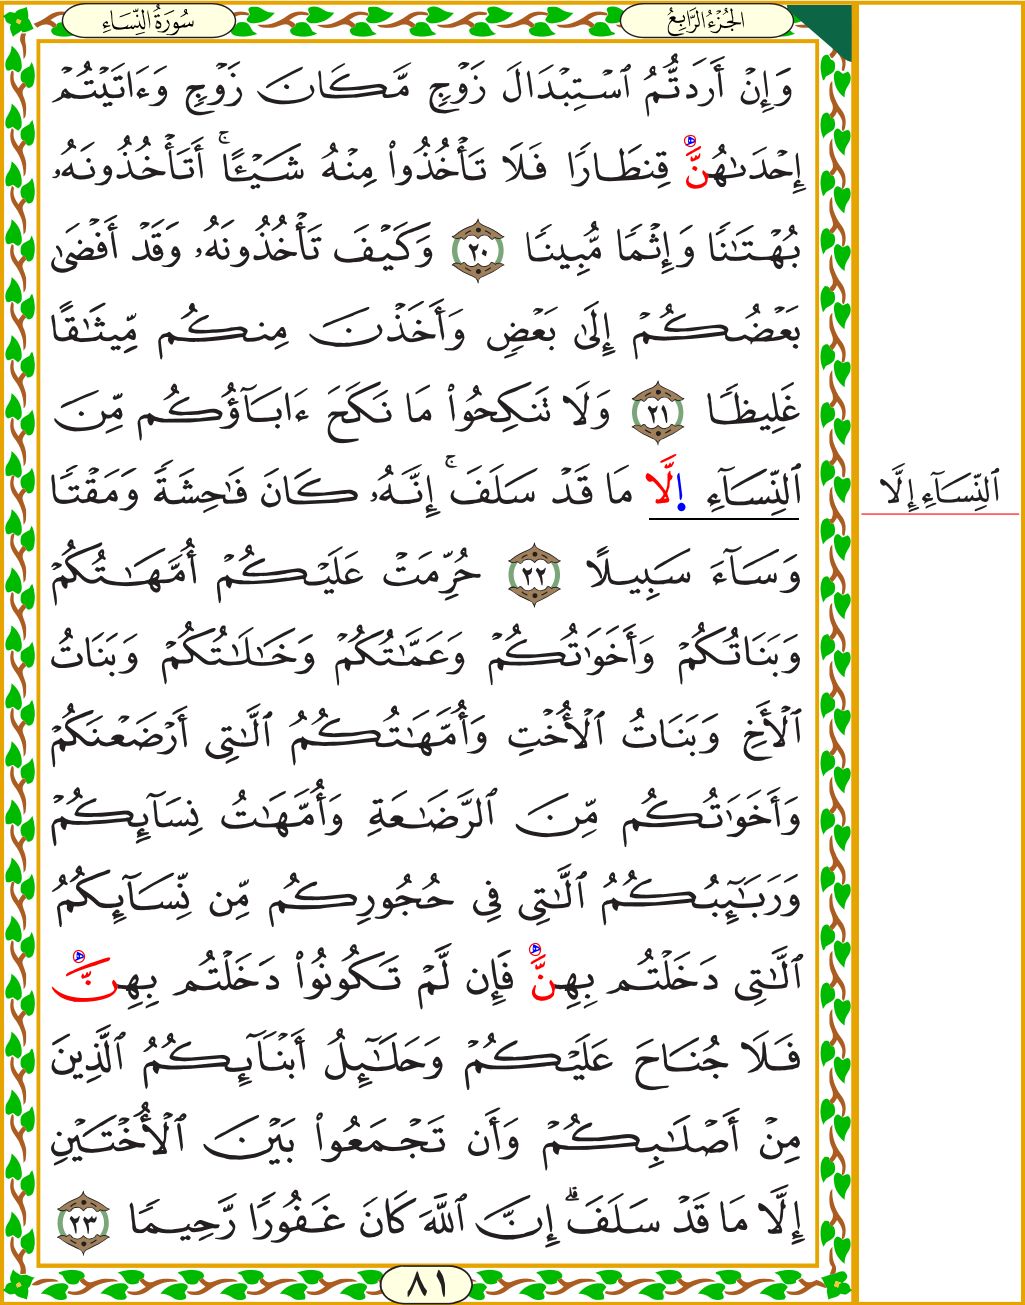 سُورَةُ النِّسَاءِ
الجُزْءُ الرَّابِعُ
وَإِنْ أَرَدتُّمُ ٱسْتِبْدَالَ زَوْجٍ مَّكَانَ زَوْجٍ وَءَاتَيْتُمْ
إِحْدَىٰهُنَّ قِنطَارًا فَلَا تَأْخُذُوا۟ مِنْهُ شَيْـًٔا ۚ أَتَأْخُذُونَهُۥ
بُهْتَـٰنًا وَإِثْمًا مُّبِينًا ٢٠ وَكَيْفَ تَأْخُذُونَهُۥ وَقَدْ أَفْضَىٰ
بَعْضُكُمْ إِلَىٰ بَعْضٍ وَأَخَذْنَ مِنكُم مِّيثَـٰقًا
غَلِيظًا ٢١ وَلَا تَنكِحُوا۟ مَا نَكَحَ ءَابَآؤُكُم مِّنَ
ٱلنِّسَآءِ اِلَّا مَا قَدْ سَلَفَ ۚ إِنَّهُۥ كَانَ فَـٰحِشَةً وَمَقْتًا
ٱلنِّسَآءِ إِلَّا
وَسَآءَ سَبِيلًا ٢٢ حُرِّمَتْ عَلَيْكُمْ أُمَّهَـٰتُكُمْ
وَبَنَاتُكُمْ وَأَخَوَٰتُكُمْ وَعَمَّـٰتُكُمْ وَخَـٰلَـٰتُكُمْ وَبَنَاتُ
ٱلْأَخِ وَبَنَاتُ ٱلْأُخْتِ وَأُمَّهَـٰتُكُمُ ٱلَّـٰتِى أَرْضَعْنَكُمْ
وَأَخَوَٰتُكُم مِّنَ ٱلرَّضَـٰعَةِ وَأُمَّهَـٰتُ نِسَآئِكُمْ
وَرَبَـٰٓئِبُكُمُ ٱلَّـٰتِى فِى حُجُورِكُم مِّن نِّسَآئِكُمُ
ٱلَّـٰتِى دَخَلْتُم بِهِنَّ فَإِن لَّمْ تَكُونُوا۟ دَخَلْتُم بِهِنَّ
فَلَا جُنَاحَ عَلَيْكُمْ وَحَلَـٰٓئِلُ أَبْنَآئِكُمُ ٱلَّذِينَ
مِنْ أَصْلَـٰبِكُمْ وَأَن تَجْمَعُوا۟ بَيْنَ ٱلْأُخْتَيْنِ
إِلَّا مَا قَدْ سَلَفَ ۗ إِنَّ ٱللَّهَ كَانَ غَفُورًا رَّحِيمًا ٢٣
٨١